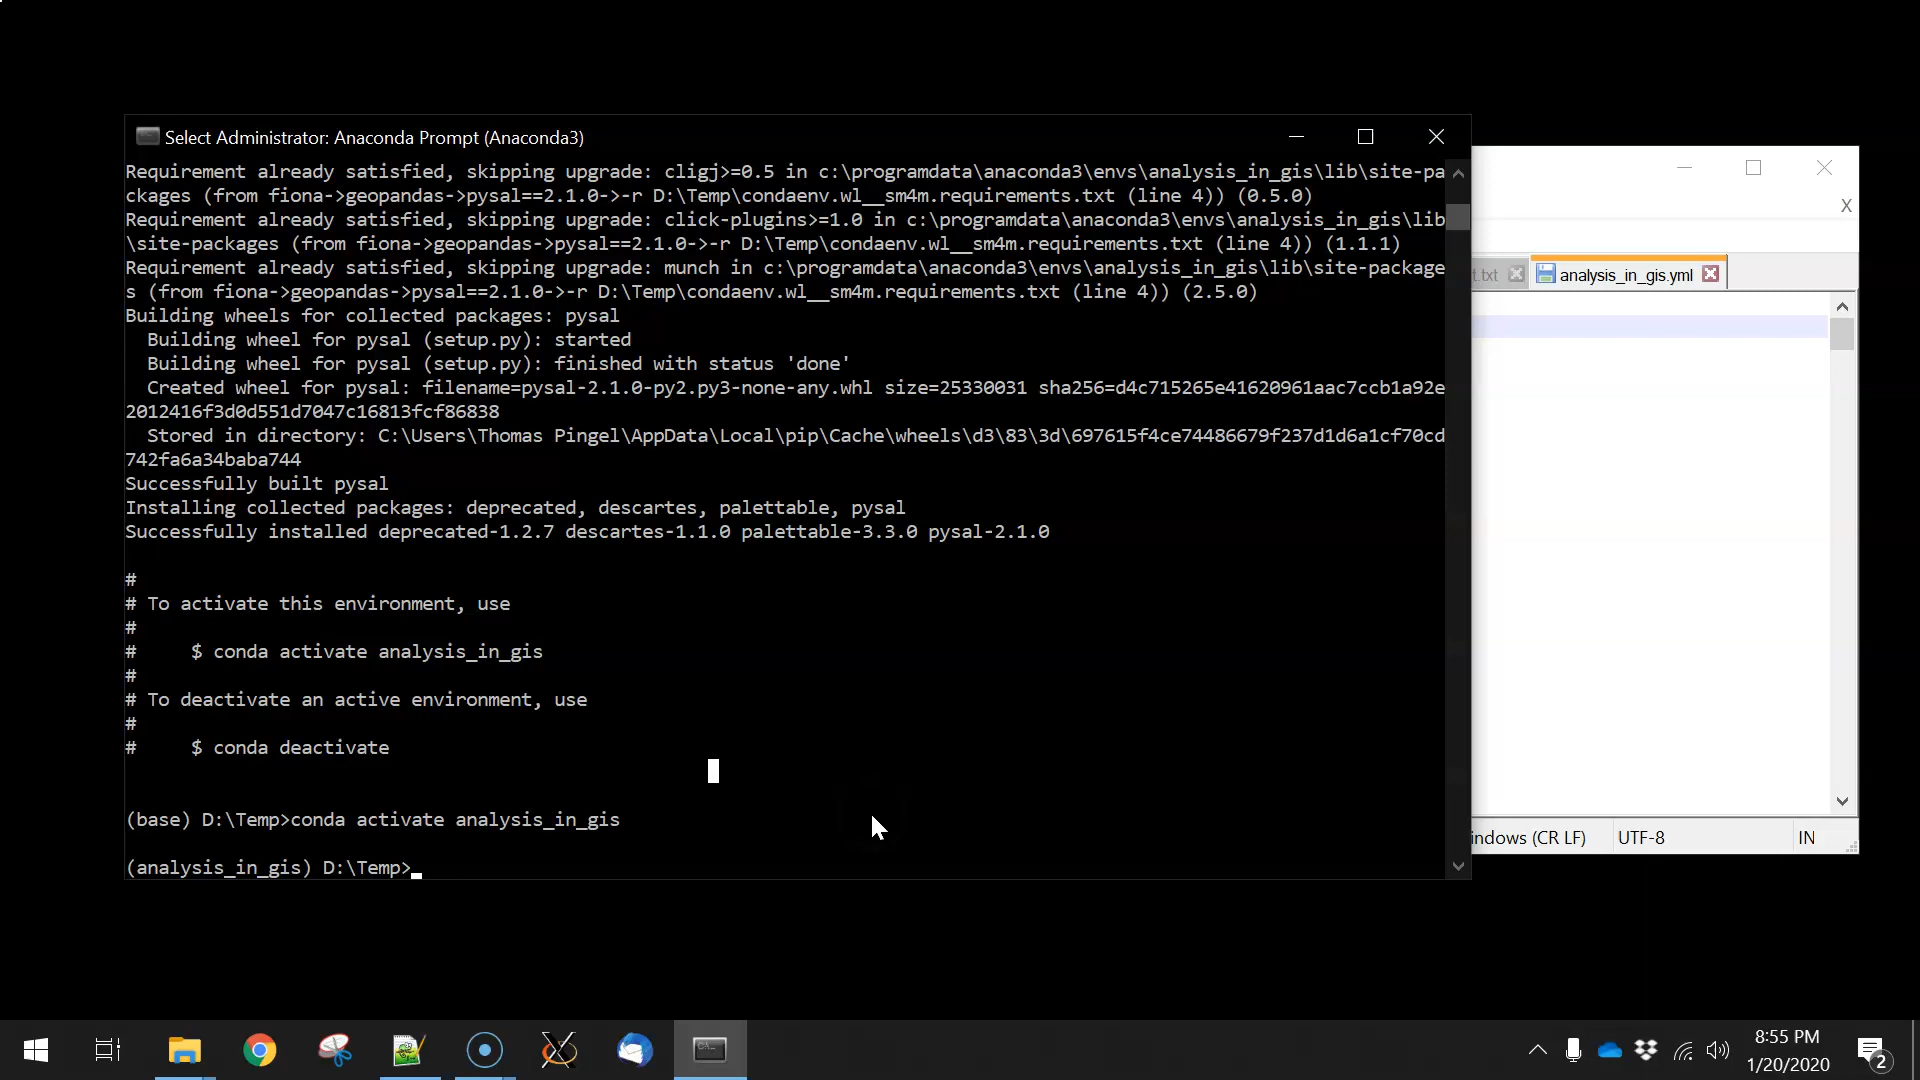 Select Administrator: Anaconda Prompt (Anaconda3)
Requirement already satisfied, skipping upgrade: cligj>=0.5 in c:\programdata\anaconda3\envs\analysis_in_gis\lib\site-pa
ckages (from fiona->geopandas->pysal==2.1.0->-r D:\Temp\condaenv.wl__sm4m.requirements.txt (line 4)) (0.5.0)
Requirement already satisfied, skipping upgrade: click-plugins>=1.0 in c:\programdata\anaconda3\envs\analysis_in_gis\lib
\site-packages (from fiona->geopandas->pysal==2.1.0->-r D:\Temp\condaenv.wl__sm4m.requirements.txt (line 4)) (1.1.1)
Requirement already satisfied, skipping upgrade: munch in c:\programdata\anaconda3\envs\analysis_in_gis\lib\site-package
s (from fiona->geopandas->pysal==2.1.0->-r D:\Temp\condaenv.wl__sm4m.requirements.txt (line 4)) (2.5.0)
Building wheels for collected packages: pysal
  Building wheel for pysal (setup.py): started
  Building wheel for pysal (setup.py): finished with status 'done'
  Created wheel for pysal: filename=pysal-2.1.0-py2.py3-none-any.whl size=25330031 sha256=d4c715265e41620961aac7ccb1a92e
2012416f3d0d551d7047c16813fcf86838
  Stored in directory: C:\Users\Thomas Pingel\AppData\Local\pip\Cache\wheels\d3\83\3d\697615f4ce74486679f237d1d6a1cf70cd
742fa6a34baba744
Successfully built pysal
Installing collected packages: deprecated, descartes, palettable, pysal
Successfully installed deprecated-1.2.7 descartes-1.1.0 palettable-3.3.0 pysal-2.1.0
#
# To activate this environment, use
#
#     $ conda activate analysis_in_gis
#
# To deactivate an active environment, use
#
#     $ conda deactivate
(base) D:\Temp>conda activate analysis_in_gis
(analysis_in_gis) D:\Temp>
X
t.txt
analysis_in_gis.yml
indows (CR LF)
UTF-8
IN
8:55 PM
1/20/2020
2